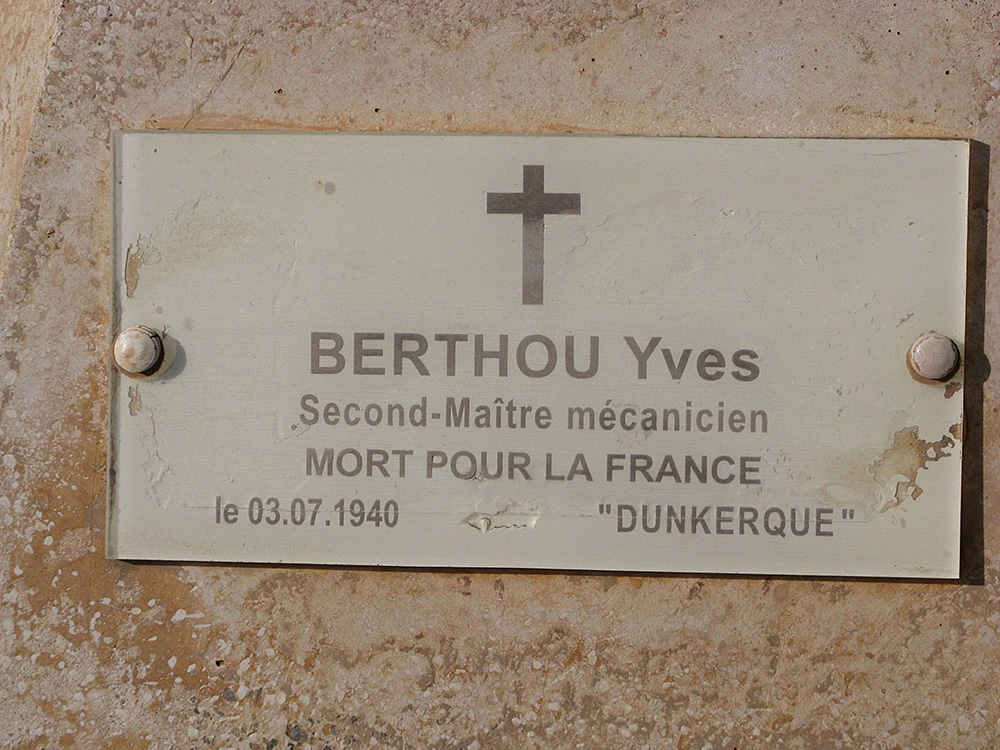 BERTHOU Yves
Second-Maître mécanicien
MORT POUR LA FRANCE
le 03.07.1940 "DUNKERQUE"